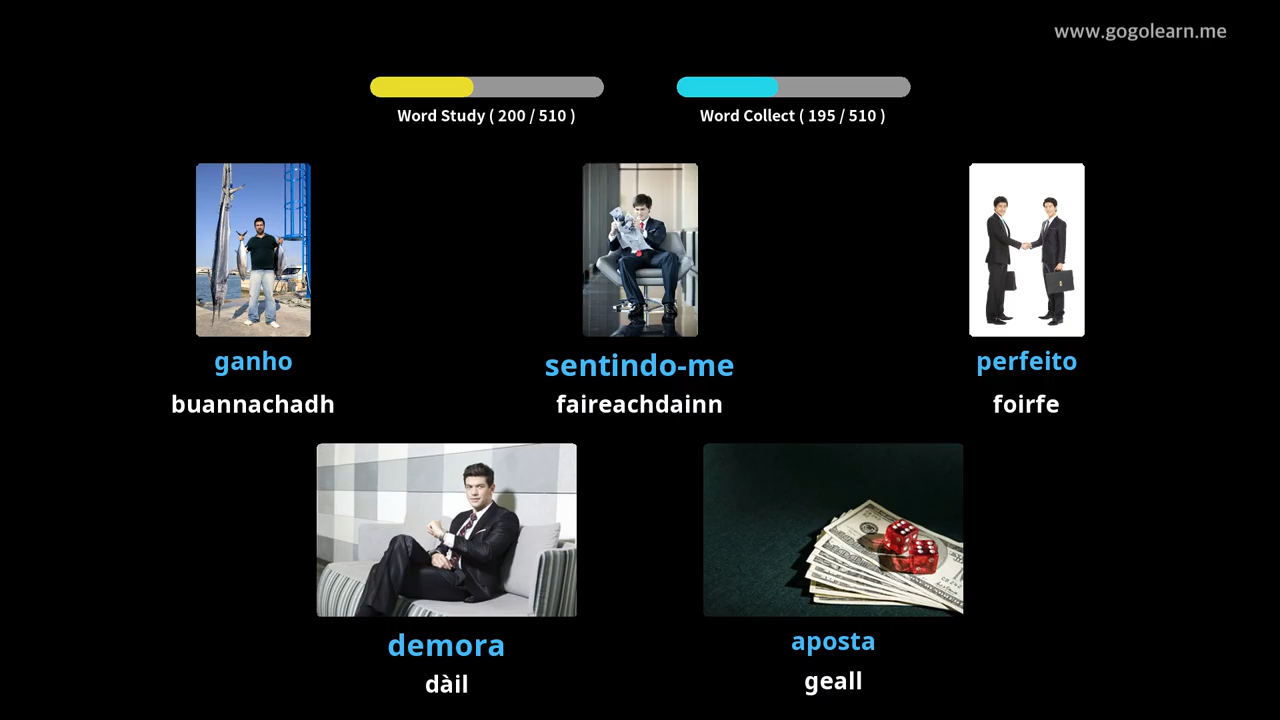 www.gogolearn.me
Word Study ( 200 / 510 )
Word Collect ( 195 / 510 )
ganho
sentindo-me
perfeito
buannachadh
faireachdainn
foirfe
demora
aposta
dàil
geall